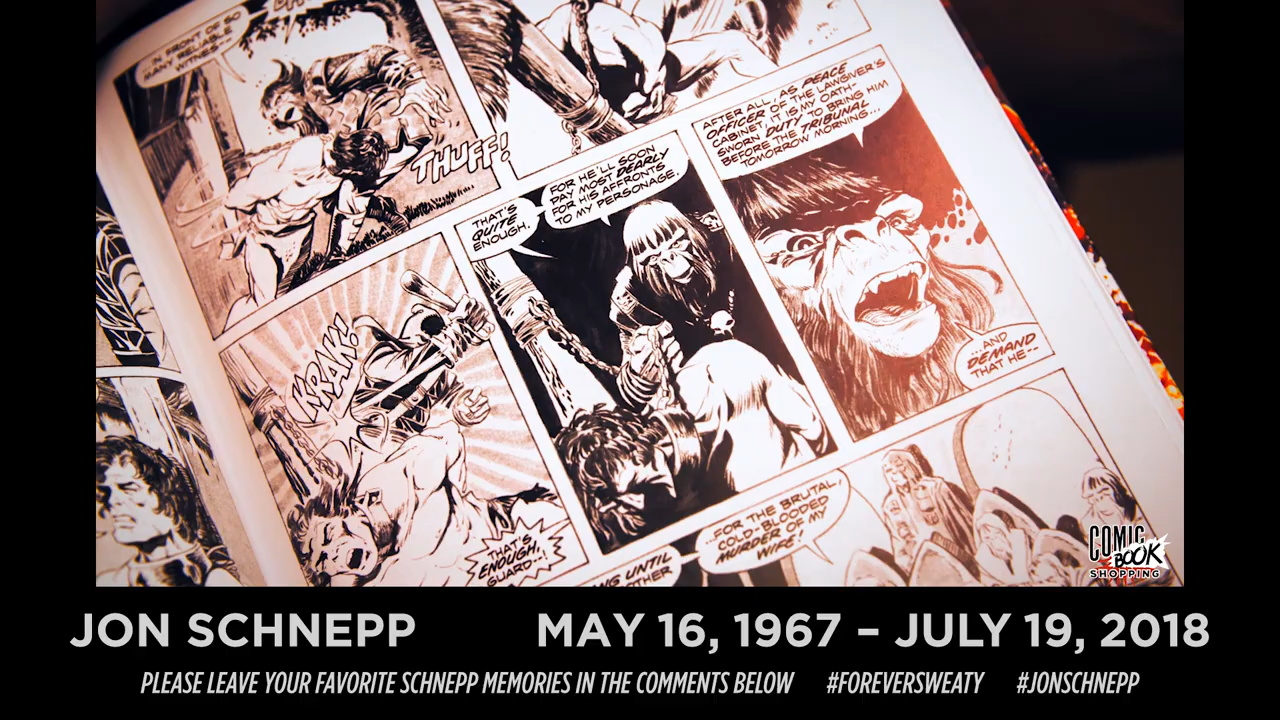 IN FRONT OF SO
MANY RELIABLE
WITNESS--
THUFF!
THAT'S
QUITE
ENOUGH.
FOR HE'LL SOON
PAY MOST DEARLY
FOR HIS AFFRONTS
TO MY PERSONAGE.
AFTER ALL, AS PEACE
OFFICER OF THE LAWGIVER'S
CABINET, IT IS MY OATH-
SWORN DUTY TO BRING HIM
BEFORE THE TRIBUNAL
TOMORROW MORNING...
...AND
DEMAND
THAT HE--
KRAK!
THAT'S
ENOUGH,
GUARD...
UNTIL
...FOR THE BRUTAL,
COLD-BLOODED
MURDER OF MY
WIFE!
COMIC
BOOK
SHOPPING
JON SCHNEPP MAY 16, 1967 – JULY 19, 2018
PLEASE LEAVE YOUR FAVORITE SCHNEPP MEMORIES IN THE COMMENTS BELOW #FOREVERSWEATY #JONSCHNEPP